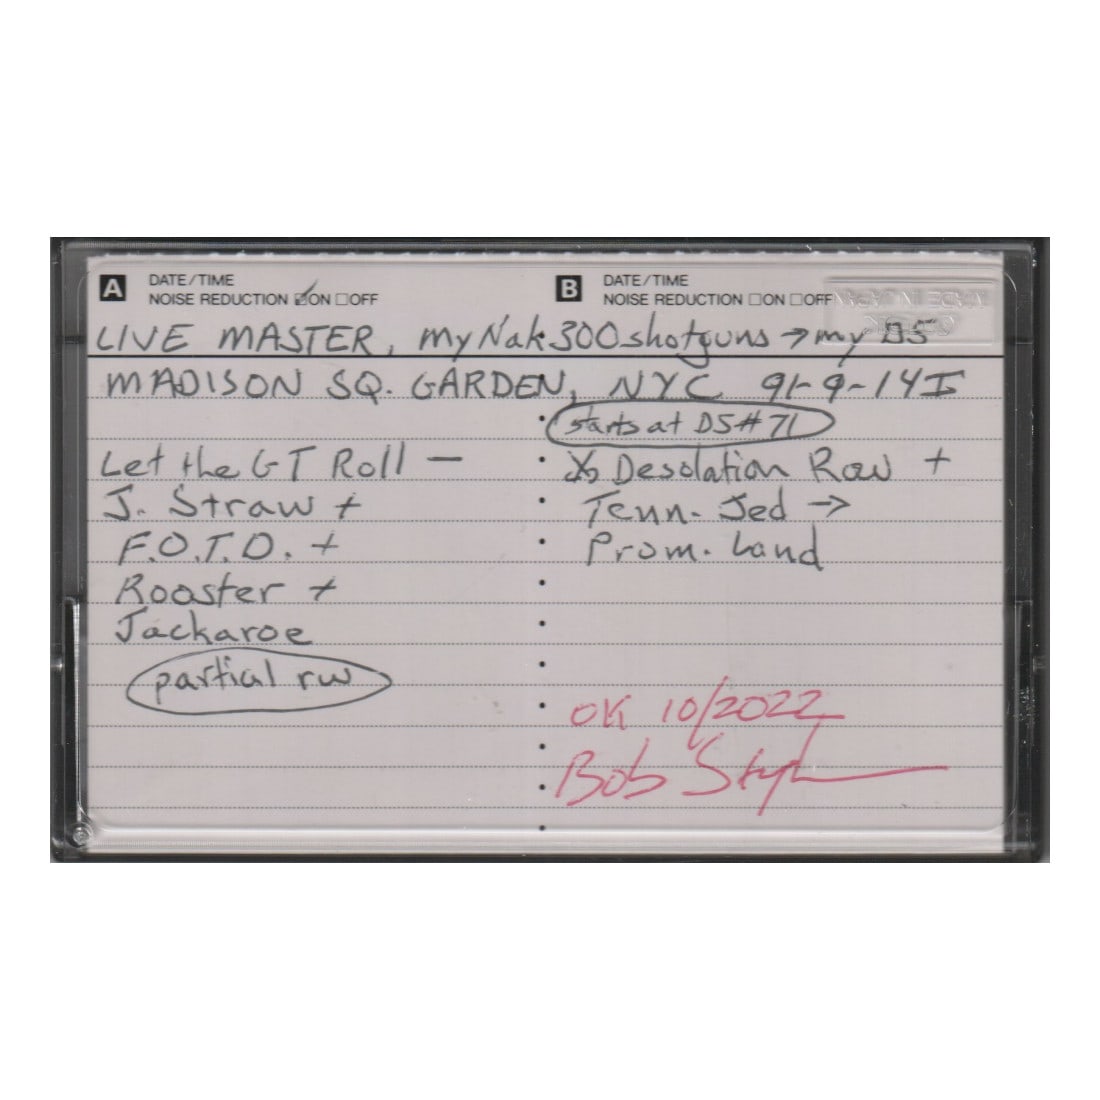 A DATE/TIME
NOISE REDUCTION ☑ON ☐OFF
B DATE/TIME
NOISE REDUCTION ☐ON ☐OFF
LIVE MASTER, my Nak 300 shotguns → my D5
MADISON SQ. GARDEN, NYC 91-9-14 I
Let the GT Roll —
J. Straw +
F.O.T.D. +
Rooster +
Jackaroe
partial rw
starts at D5# 71
Desolation Row +
Tenn. Jed →
Prom. Land
OK 10/2022
Bob